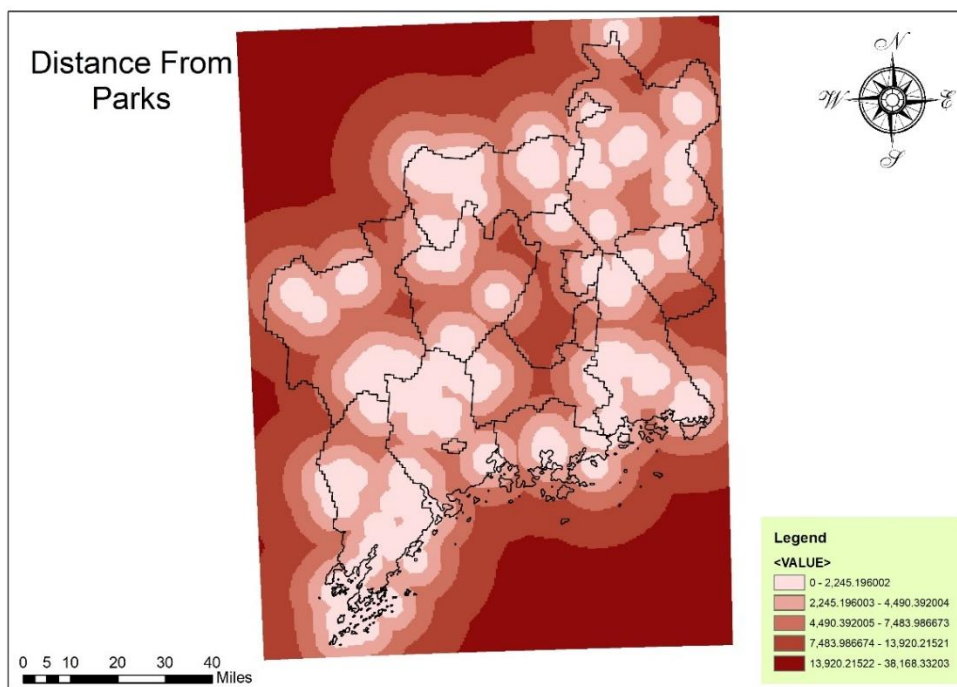 Distance From
Parks
N
W
E
S
Legend
<VALUE>
0 - 2,245.196002
2,245.196003 - 4,490.392004
4,490.392005 - 7,483.986673
7,483.986674 - 13,920.21521
13,920.21522 - 38,168.33203
0 5 10 20 30 40
Miles